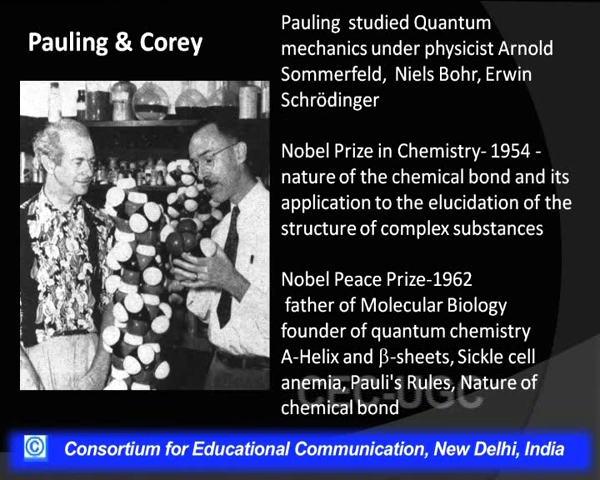 Pauling & Corey
Pauling studied Quantum
mechanics under physicist Arnold
Sommerfeld, Niels Bohr, Erwin
Schrödinger
Nobel Prize in Chemistry- 1954 -
nature of the chemical bond and its
application to the elucidation of the
structure of complex substances
Nobel Peace Prize-1962
father of Molecular Biology
founder of quantum chemistry
A-Helix and β-sheets, Sickle cell
anemia, Pauli's Rules, Nature of
chemical bond
CEC-UGC
© Consortium for Educational Communication, New Delhi, India